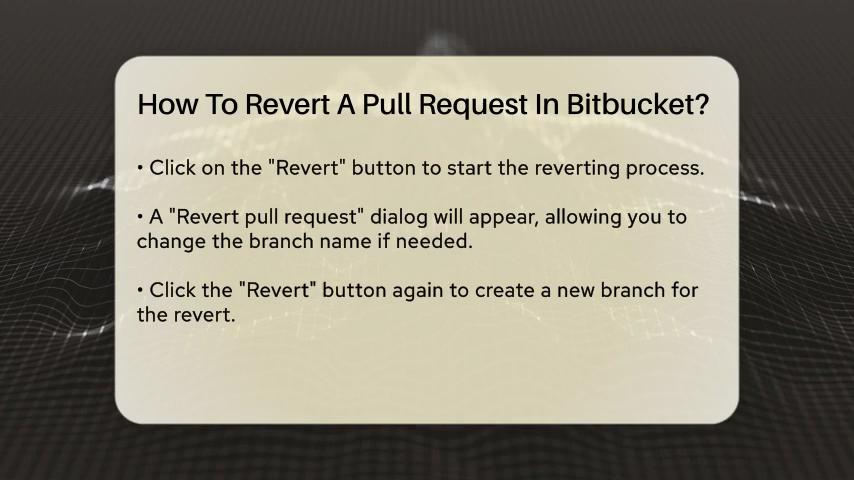 How To Revert A Pull Request In Bitbucket?
• Click on the "Revert" button to start the reverting process.
• A "Revert pull request" dialog will appear, allowing you to
change the branch name if needed.
• Click the "Revert" button again to create a new branch for
the revert.